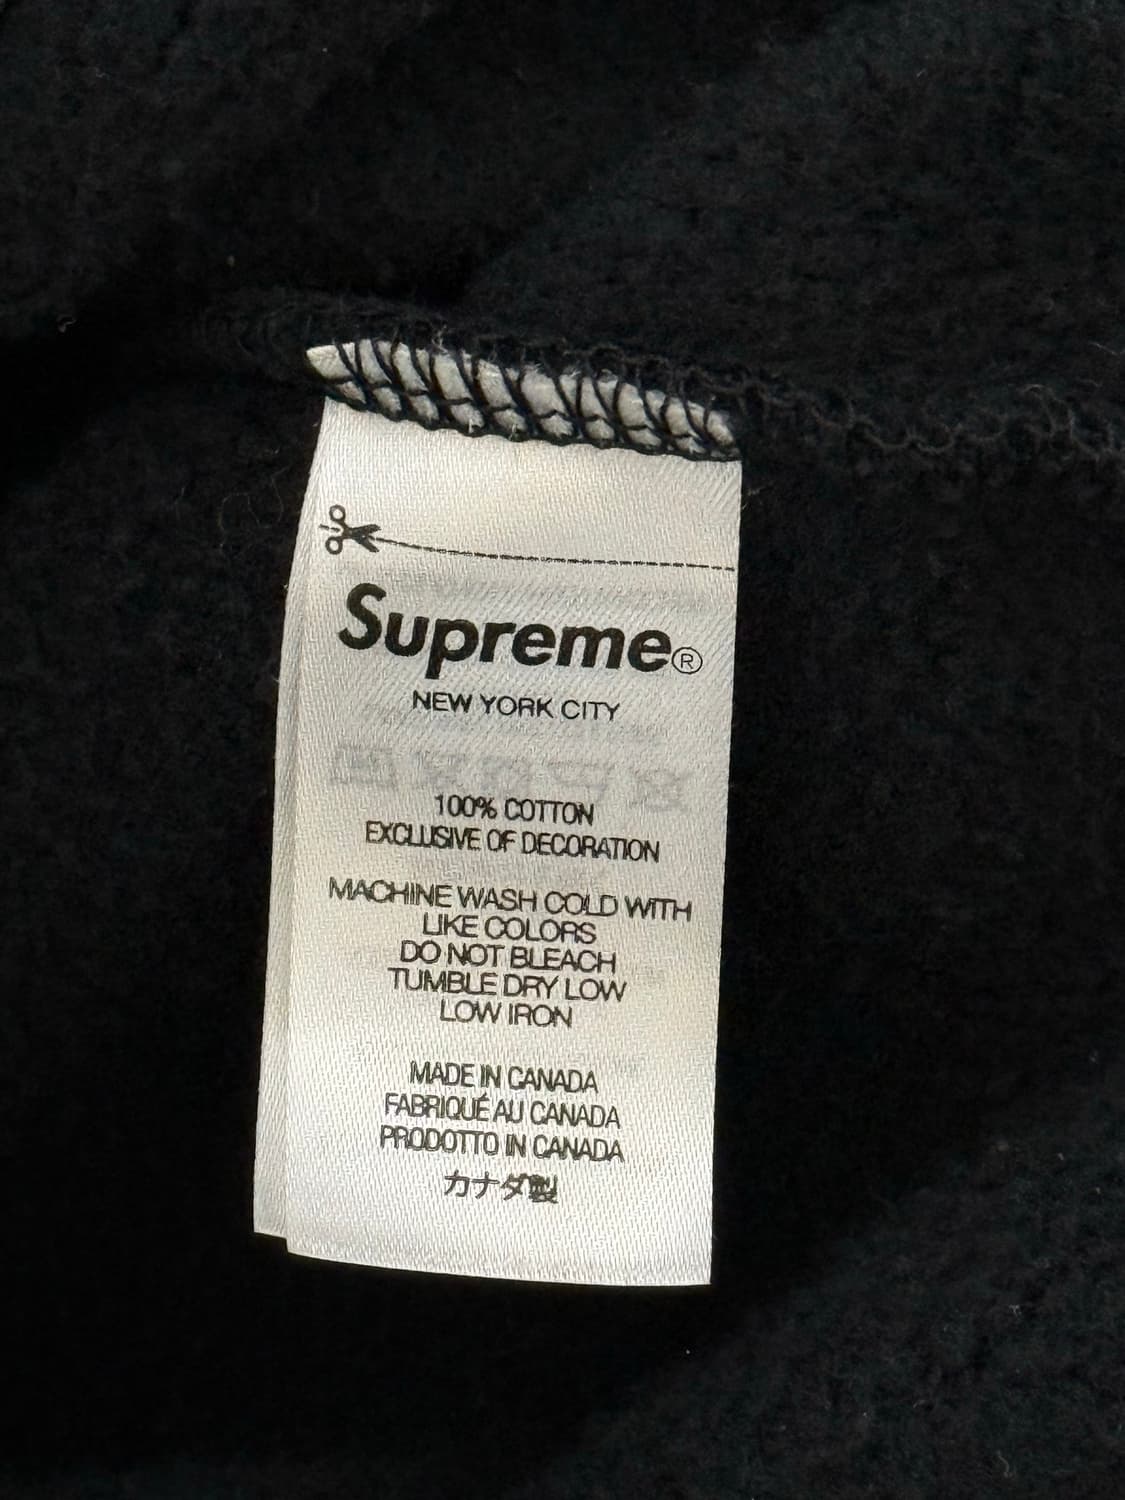 Supreme®
NEW YORK CITY
100% COTTON
EXCLUSIVE OF DECORATION
MACHINE WASH COLD WITH
LIKE COLORS
DO NOT BLEACH
TUMBLE DRY LOW
LOW IRON
MADE IN CANADA
FABRIQUÉ AU CANADA
PRODOTTO IN CANADA
カナダ製